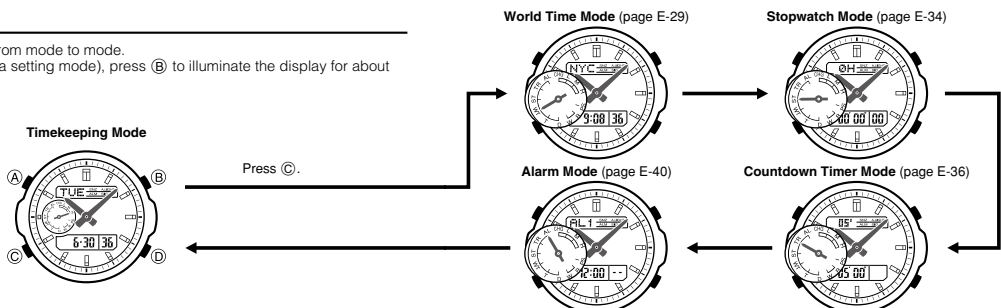 rom mode to mode.
a setting mode), press Ⓑ to illuminate the display for about
Timekeeping Mode
A
B
C
D
TUE
6:30 36
Press Ⓒ.
World Time Mode (page E-29)
NYC
9:08 36
Stopwatch Mode (page E-34)
0H
00'00 00
Alarm Mode (page E-40)
AL1
12:00 --
Countdown Timer Mode (page E-36)
05'
05'00